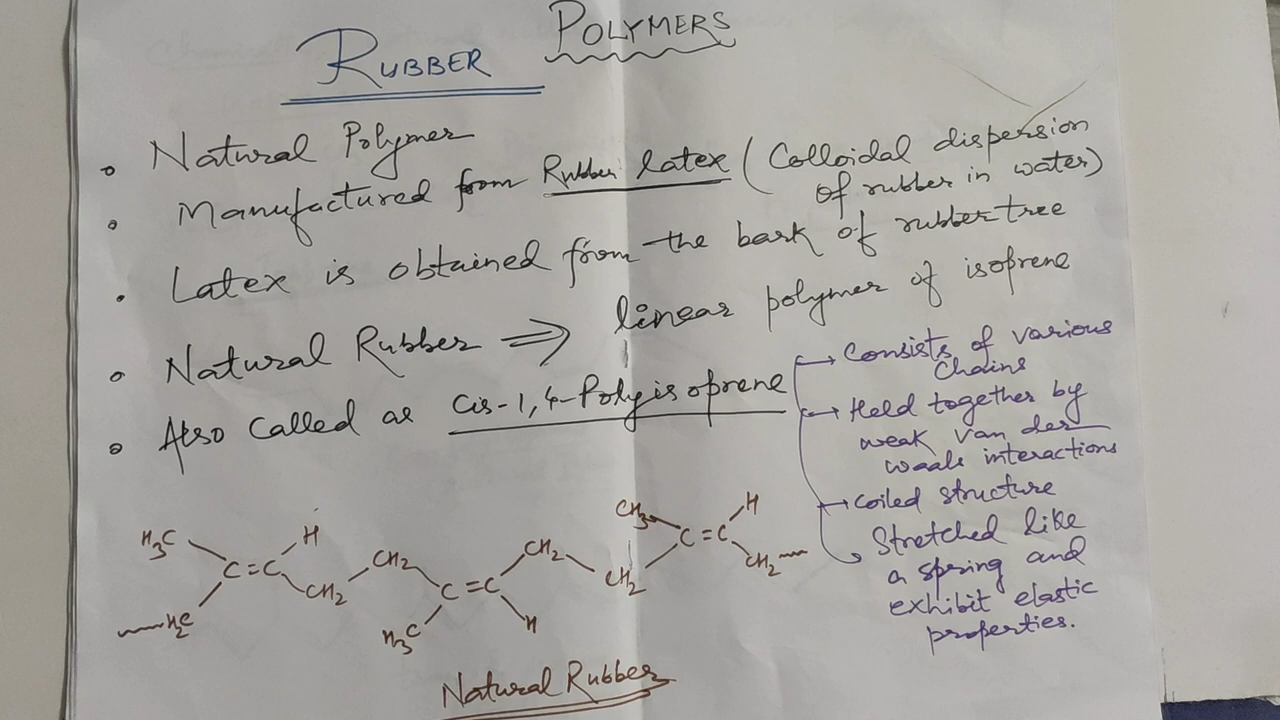 POLYMERS
RUBBER
• Natural Polymer
• Manufactured from Rubber latex (Colloidal dispersion
of rubber in water)
• Latex is obtained from the bark of rubber tree
• Natural Rubber ⇒ linear polymer of isoprene
• Also called as Cis-1,4-Polyisoprene
→ Consists of various
chains
→ Held together by
weak van der
waals interactions
→ coiled structure
Stretched like
a spring and
exhibit elastic
properties.
H₃C H CH₂ CH₂ CH₃ H
C=C CH₂ C=C CH₂ C=C CH₂
H₂C H₃C H
Natural Rubber